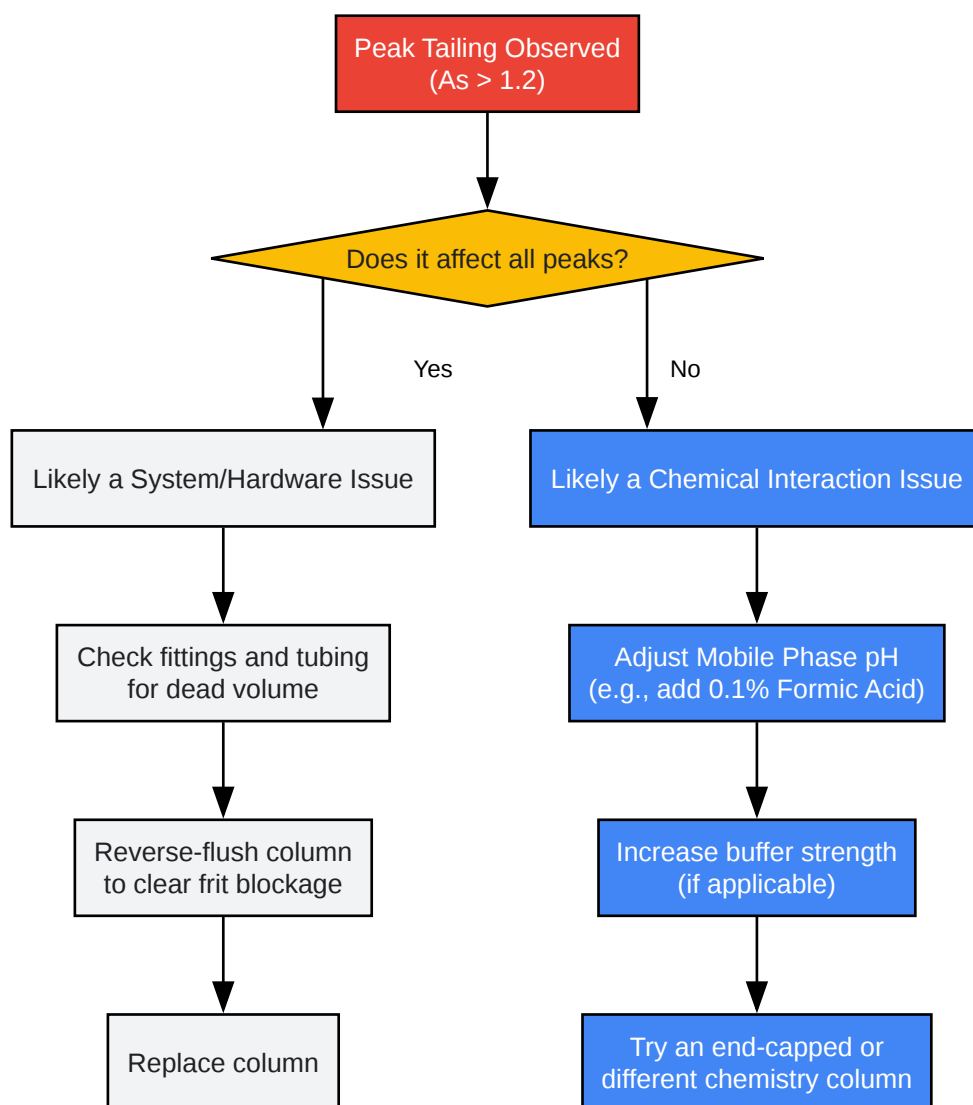 Peak Tailing Observed
(As > 1.2)
Does it affect all peaks?
Yes
No
Likely a System/Hardware Issue
Likely a Chemical Interaction Issue
Check fittings and tubing
for dead volume
Adjust Mobile Phase pH
(e.g., add 0.1% Formic Acid)
Reverse-flush column
to clear frit blockage
Increase buffer strength
(if applicable)
Replace column
Try an end-capped or
different chemistry column